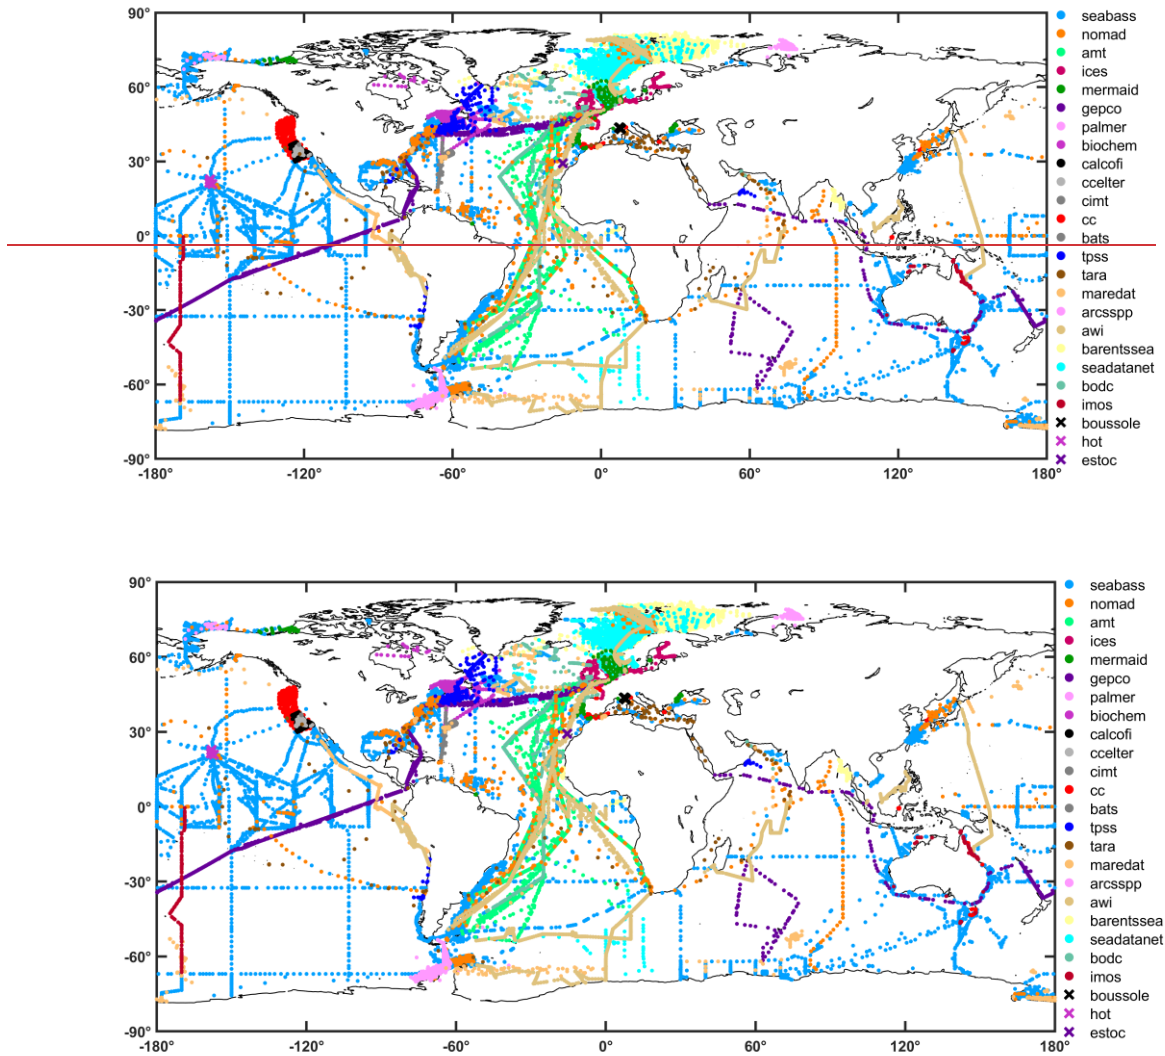 90°
60°
30°
0°
-30°
-60°
-90°
-180°
-120°
-60°
0°
60°
120°
180°
seabass
nomad
amt
ices
mermaid
gepco
palmer
biochem
calcofi
ccelter
cimt
cc
bats
tpss
tara
maredat
arcsspp
awi
barentssea
seadatanet
bodc
imos
boussole
hot
estoc
90°
60°
30°
0°
-30°
-60°
-90°
-180°
-120°
-60°
0°
60°
120°
180°
seabass
nomad
amt
ices
mermaid
gepco
palmer
biochem
calcofi
ccelter
cimt
cc
bats
tpss
tara
maredat
arcsspp
awi
barentssea
seadatanet
bodc
imos
boussole
hot
estoc